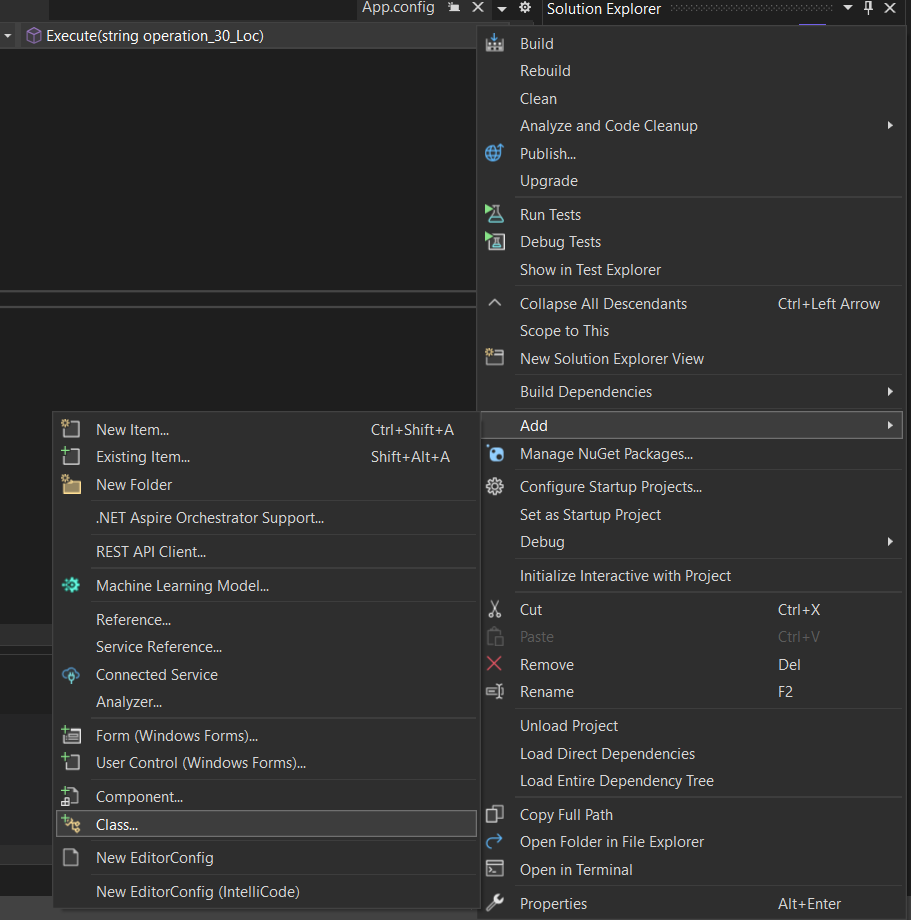 App.config
Solution Explorer
Execute(string operation_30_Loc)
Build
Rebuild
Clean
Analyze and Code Cleanup
Publish...
Upgrade
Run Tests
Debug Tests
Show in Test Explorer
Collapse All Descendants Ctrl+Left Arrow
Scope to This
New Solution Explorer View
Build Dependencies
Add
Manage NuGet Packages...
Configure Startup Projects...
Set as Startup Project
Debug
Initialize Interactive with Project
Cut Ctrl+X
Paste Ctrl+V
Remove Del
Rename F2
Unload Project
Load Direct Dependencies
Load Entire Dependency Tree
Copy Full Path
Open Folder in File Explorer
Open in Terminal
Properties Alt+Enter
New Item... Ctrl+Shift+A
Existing Item... Shift+Alt+A
New Folder
.NET Aspire Orchestrator Support...
REST API Client...
Machine Learning Model...
Reference...
Service Reference...
Connected Service
Analyzer...
Form (Windows Forms)...
User Control (Windows Forms)...
Component...
Class...
New EditorConfig
New EditorConfig (IntelliCode)